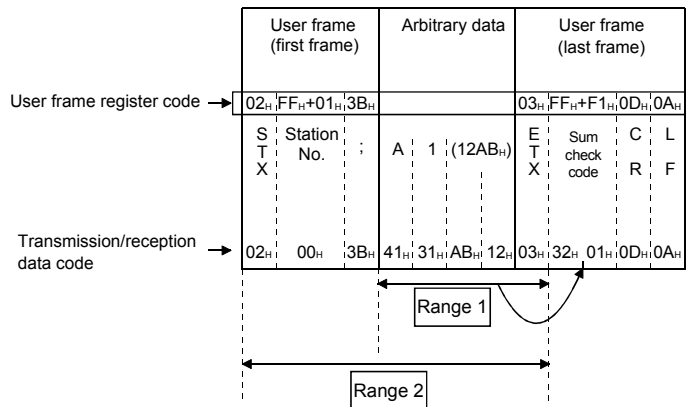 User frame
(first frame)
Arbitrary data
User frame
(last frame)
User frame register code
02H FFH+01H 3BH 03H FFH+F1H 0DH 0AH
STX Station No. ; A 1 (12ABH) ETX Sum check code CR LF
Transmission/reception
data code
02H 00H 3BH 41H 31H ABH 12H 03H 32H 01H 0DH 0AH
Range 1
Range 2